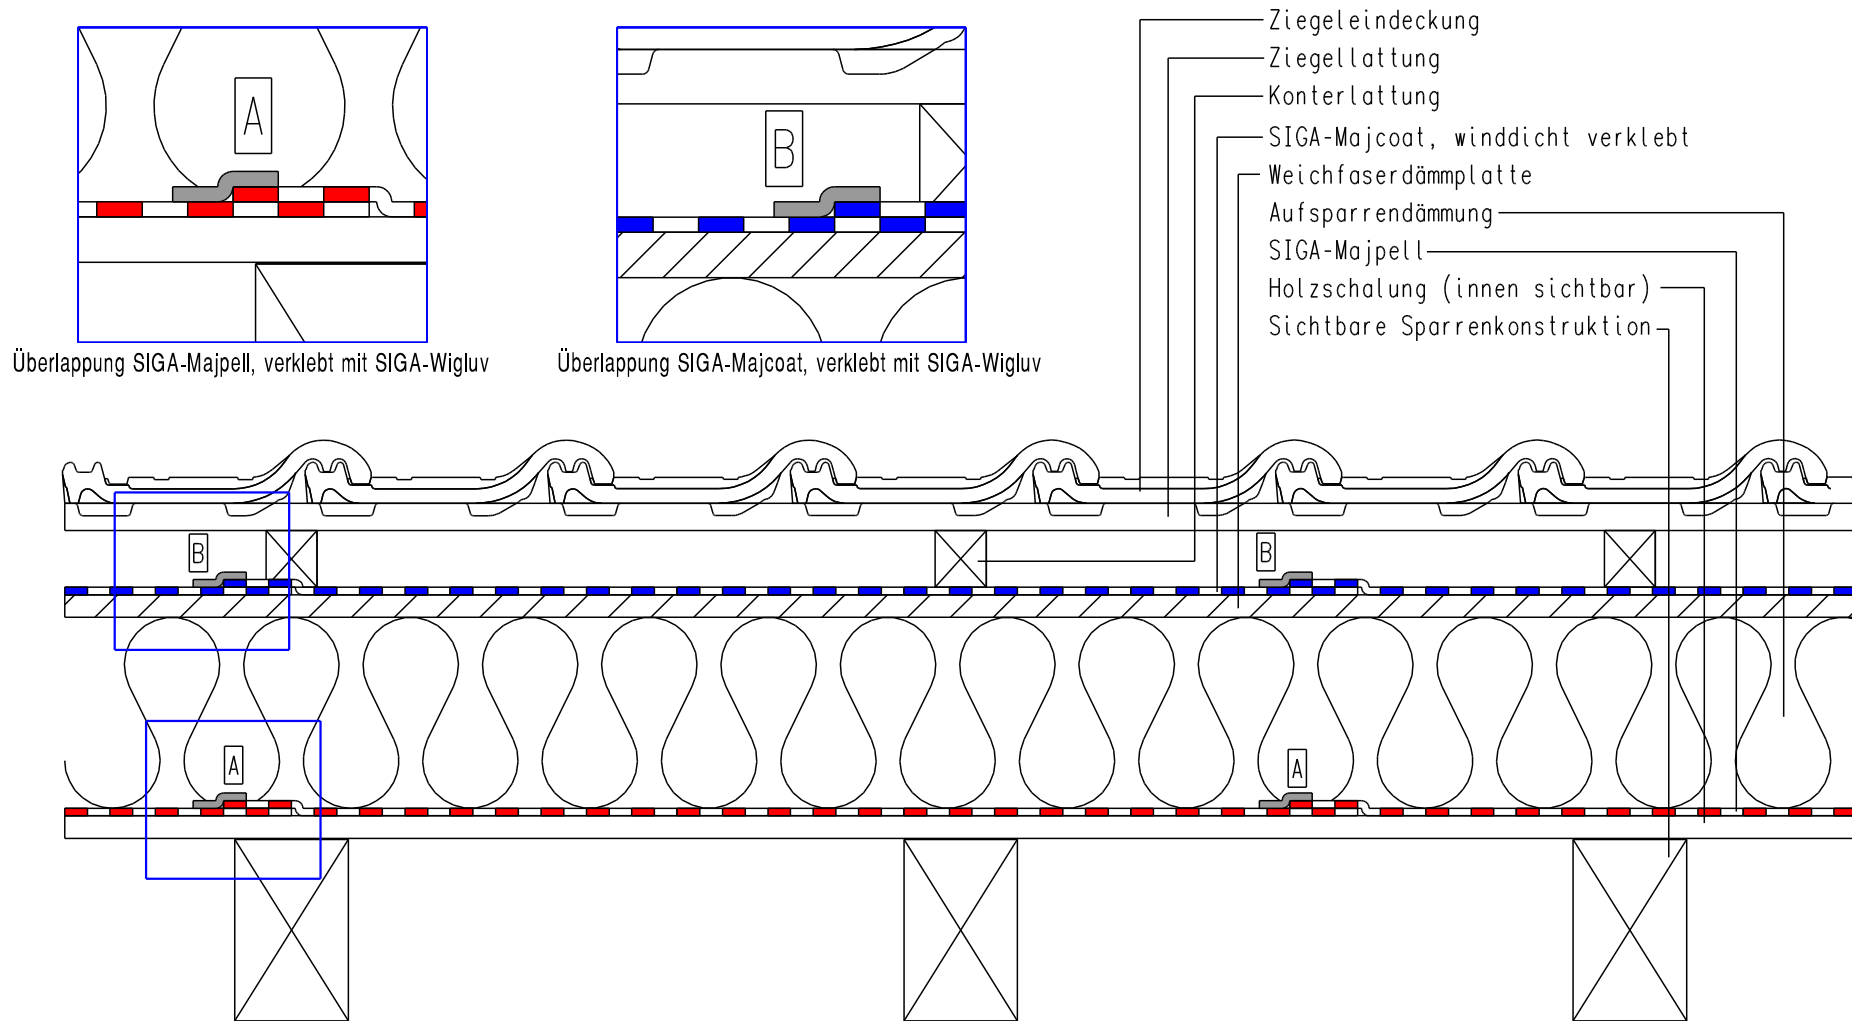 A
B
Überlappung SIGA-Majpell, verklebt mit SIGA-Wigluv
Überlappung SIGA-Majcoat, verklebt mit SIGA-Wigluv
Ziegeleindeckung
Ziegellattung
Konterlattung
SIGA-Majcoat, winddicht verklebt
Weichfaserdämmplatte
Aufsparrendämmung
SIGA-Majpell
Holzschalung (innen sichtbar)
Sichtbare Sparrenkonstruktion
B
B
A
A